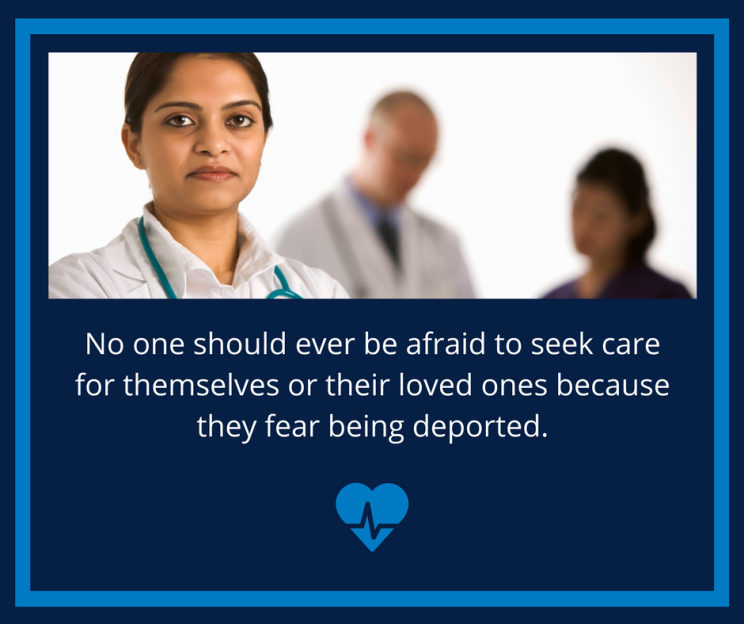 No one should ever be afraid to seek care
for themselves or their loved ones because
they fear being deported.